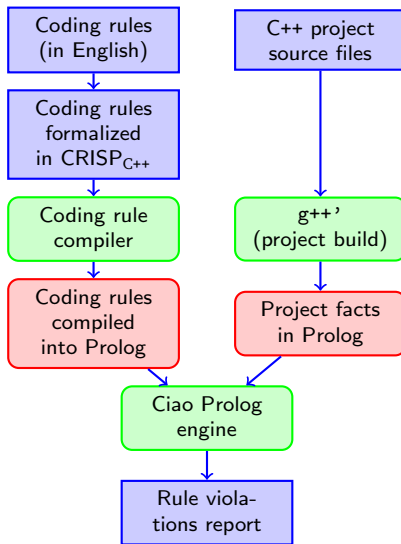 Coding rules
(in English)
C++ project
source files
Coding rules
formalized
in CRISP_C++
Coding rule
compiler
g++’
(project build)
Coding rules
compiled
into Prolog
Project facts
in Prolog
Ciao Prolog
engine
Rule viola-
tions report